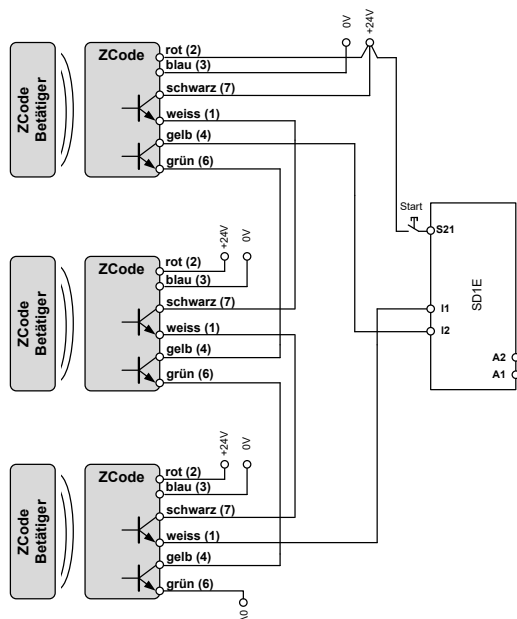 ZCode
Betätiger
ZCode
rot (2)
blau (3)
schwarz (7)
weiss (1)
gelb (4)
grün (6)
0V
+24V
Start
S21
SD1E
I1
I2
A2
A1
ZCode
Betätiger
ZCode
rot (2)
blau (3)
schwarz (7)
weiss (1)
gelb (4)
grün (6)
+24V
0V
ZCode
Betätiger
ZCode
rot (2)
blau (3)
schwarz (7)
weiss (1)
gelb (4)
grün (6)
+24V
0V